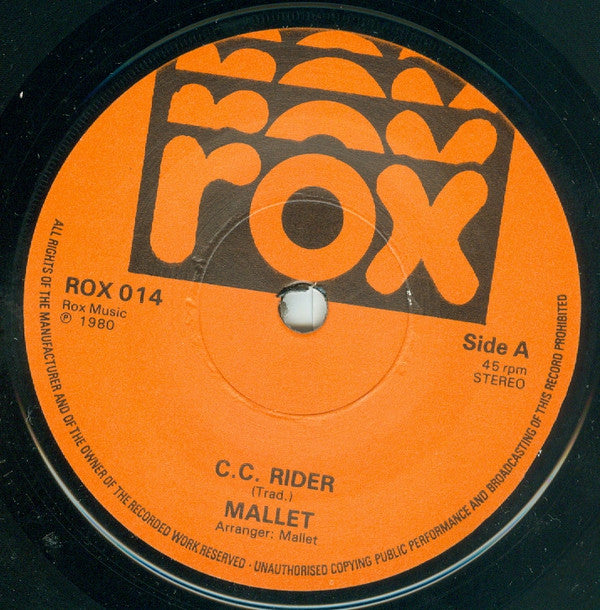 rox
ROX 014
Rox Music
℗ 1980
Side A
45 rpm
STEREO
C.C. RIDER
(Trad.)
MALLET
Arranger: Mallet
ALL RIGHTS OF THE MANUFACTURER AND OF THE OWNER OF THE RECORDED WORK RESERVED - UNAUTHORISED COPYING PUBLIC PERFORMANCE AND BROADCASTING OF THIS RECORD PROHIBITED